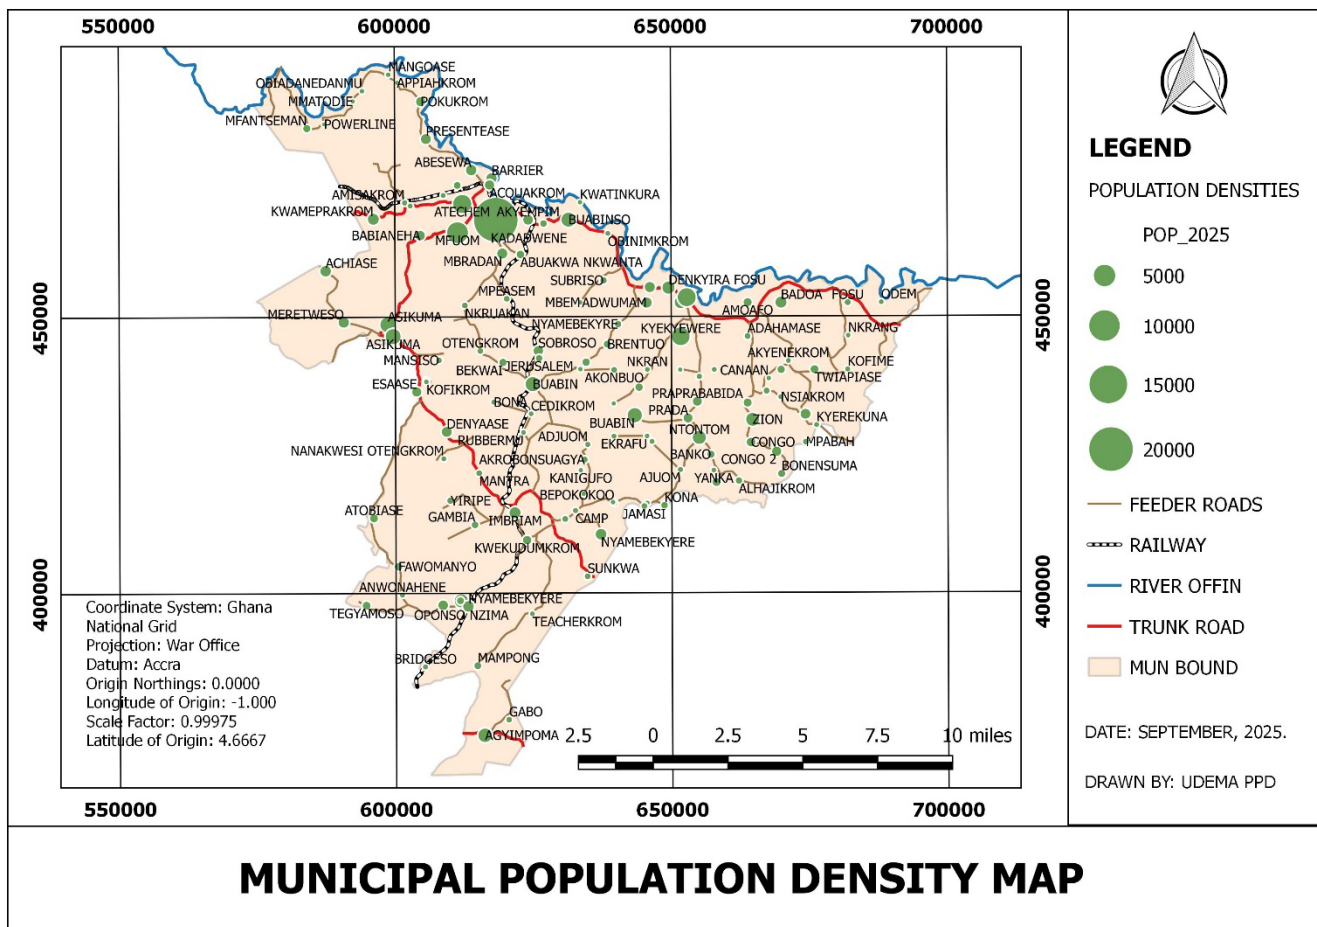 550000 600000 650000 700000
MANGOASE
OBIADANEDANMU APPIAHKROM
MMATODIE POKUKROM
MFANTSEMAN POWERLINE
PRESENTEASE
ABESEWA
BARRIER
AMISAKROM ACQUAKROM KWATINKURA
KWAMEPRAKROM ATECHEM AKYEMPIM BUABINSO
BABIANEHA MFUOM KADADWENE OBINIMKROM
MBRADAN ABUAKWA NKWANTA
ACHIASE SUBRISO DENKYIRA FOSU
MPEASEM MBEMADWUMAM BADOA FOSU ODEM
MERETWESO ASIKUMA NKRUAKAN NYAMEBEKYRE AMOAFO
KYEKYEWERE ADAHAMASE NKRANG
ASIKUMA OTENGKROM SOBROSO BRENTUO
MANSISO JERUSALEM NKRAN AKYENEKROM KOFIME
BEKWAI AKONBUO CANAAN TWIAPIASE
ESAASE KOFIKROM BUABIN PRAPRABABIDA NSIAKROM
BONA CEDIKROM PRADA KYEREKUNA
DENYAASE BUABIN ZION
RUBBERMU ADJUOM NTONTOM
EKRAFU CONGO MPABAH
NANAKWESI OTENGKROM AKROBONSUAGYA BANKO CONGO 2 BONENSUMA
MANTRA KANIGUFO AJUOM YANKA ALHAJIKROM
YIRIPE BEPOKOKOO KONA
ATOBIASE GAMBIA IMBRIAM CAMP JAMASI
KWEKUDUMKROM NYAMEBEKYERE
FAWOMANYO SUNKWA
ANWONAHENE NYAMEBEKYERE
TEGYAMOSO OPONSO NZIMA TEACHERKROM
BRIDGESO MAMPONG
GABO
AGYIMPOMA
450000
400000
450000
400000
Coordinate System: Ghana
National Grid
Projection: War Office
Datum: Accra
Origin Northings: 0.0000
Longitude of Origin: -1.000
Scale Factor: 0.99975
Latitude of Origin: 4.6667
2.5 0 2.5 5 7.5 10 miles
550000 600000 650000 700000
LEGEND
POPULATION DENSITIES
POP_2025
5000
10000
15000
20000
FEEDER ROADS
RAILWAY
RIVER OFFIN
TRUNK ROAD
MUN BOUND
DATE: SEPTEMBER, 2025.
DRAWN BY: UDEMA PPD
MUNICIPAL POPULATION DENSITY MAP